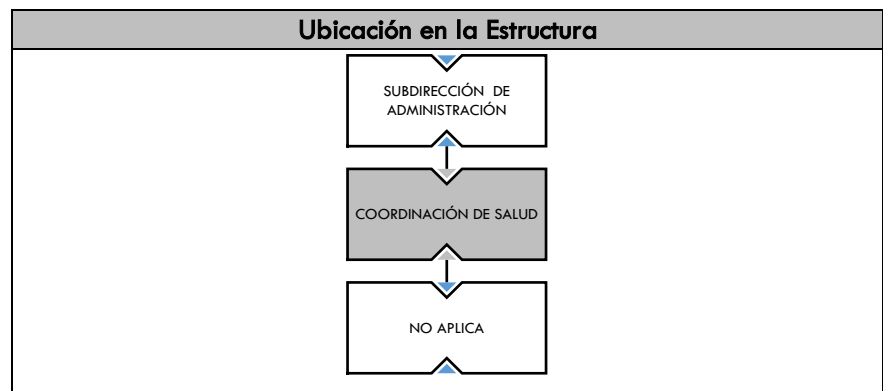 Ubicación en la Estructura
SUBDIRECCIÓN DE
ADMINISTRACIÓN
COORDINACIÓN DE SALUD
NO APLICA